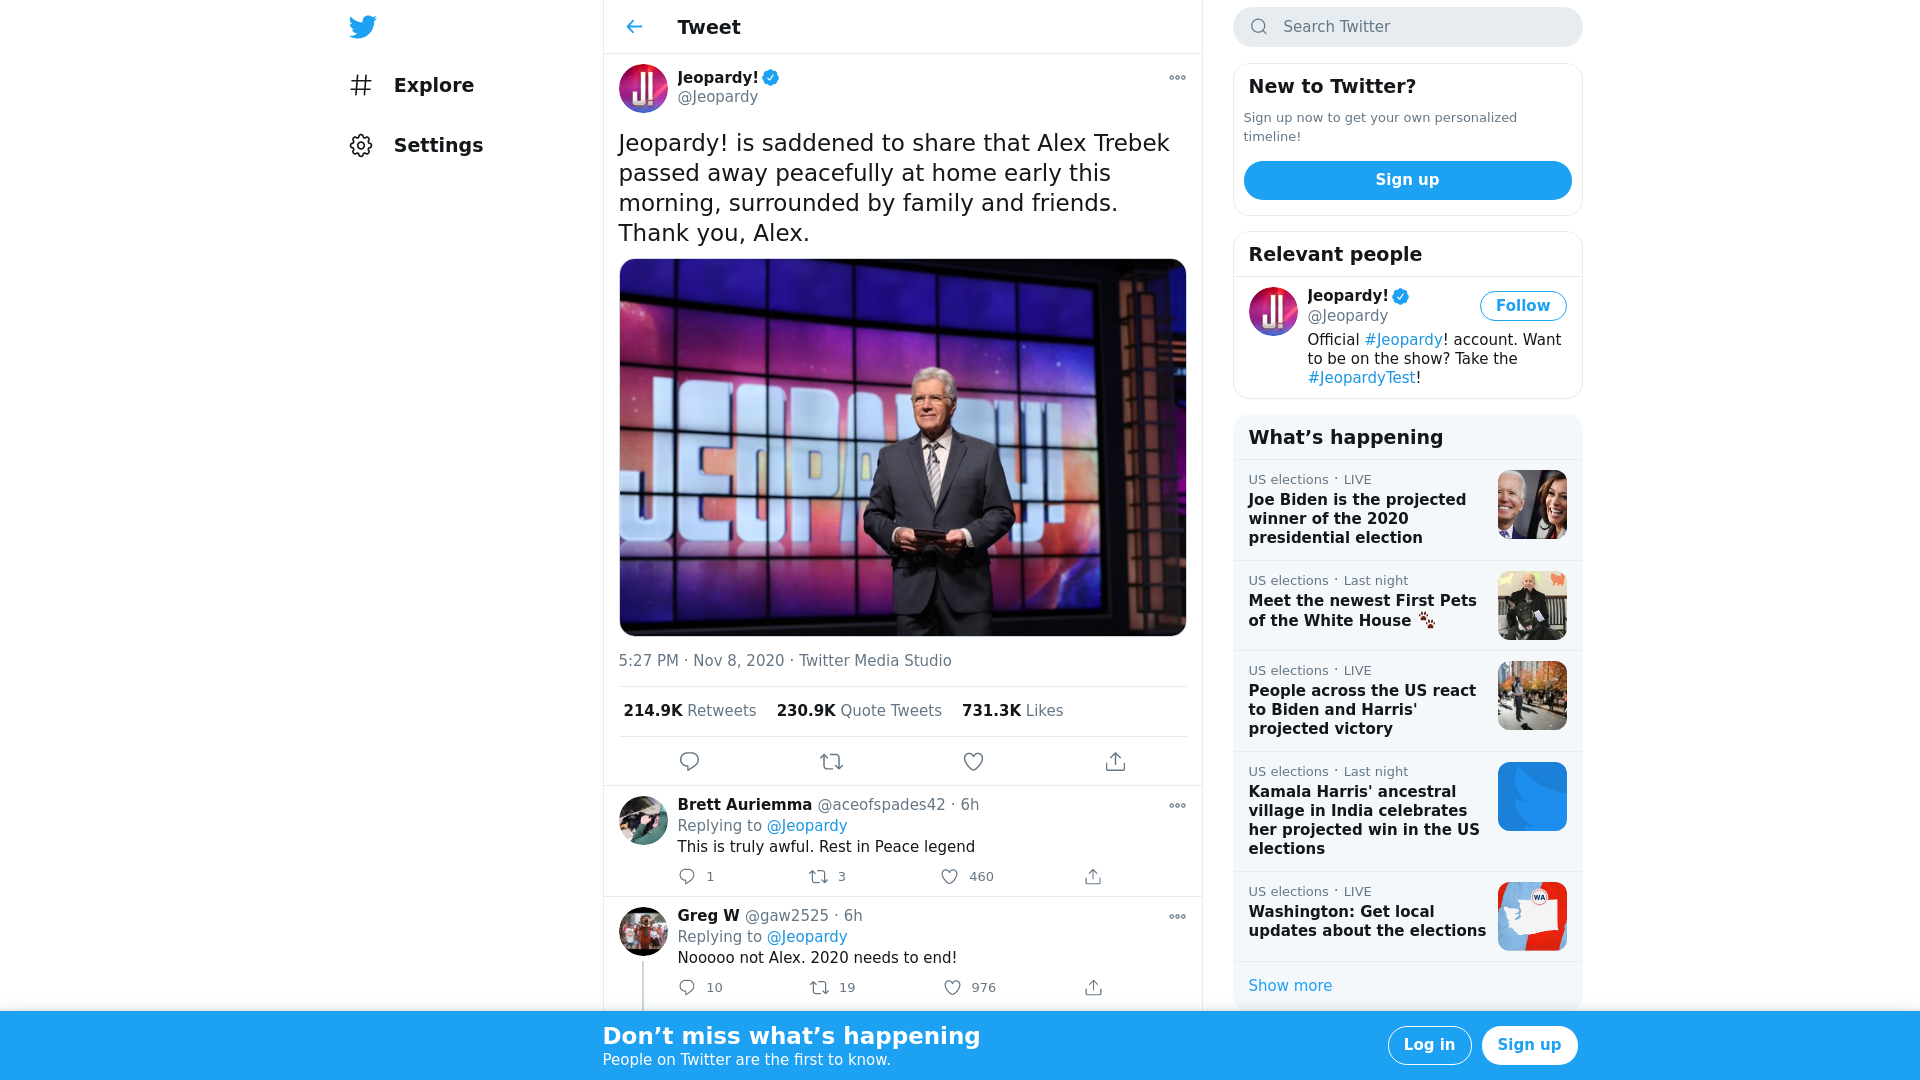 Explore
Settings
Tweet
Jeopardy!
@Jeopardy
Jeopardy! is saddened to share that Alex Trebek
passed away peacefully at home early this
morning, surrounded by family and friends.
Thank you, Alex.
JEOPARDY!
5:27 PM · Nov 8, 2020 · Twitter Media Studio
214.9K Retweets 230.9K Quote Tweets 731.3K Likes
Brett Auriemma @aceofspades42 · 6h
Replying to @Jeopardy
This is truly awful. Rest in Peace legend
1 3 460
Greg W @gaw2525 · 6h
Replying to @Jeopardy
Nooooo not Alex. 2020 needs to end!
10 19 976
Search Twitter
New to Twitter?
Sign up now to get your own personalized
timeline!
Sign up
Relevant people
Jeopardy!
@Jeopardy
Follow
Official #Jeopardy! account. Want
to be on the show? Take the
#JeopardyTest!
What’s happening
US elections · LIVE
Joe Biden is the projected
winner of the 2020
presidential election
US elections · Last night
Meet the newest First Pets
of the White House 🐾
US elections · LIVE
People across the US react
to Biden and Harris'
projected victory
US elections · Last night
Kamala Harris' ancestral
village in India celebrates
her projected win in the US
elections
US elections · LIVE
Washington: Get local
updates about the elections
WA
Show more
Don’t miss what’s happening
People on Twitter are the first to know.
Log in
Sign up